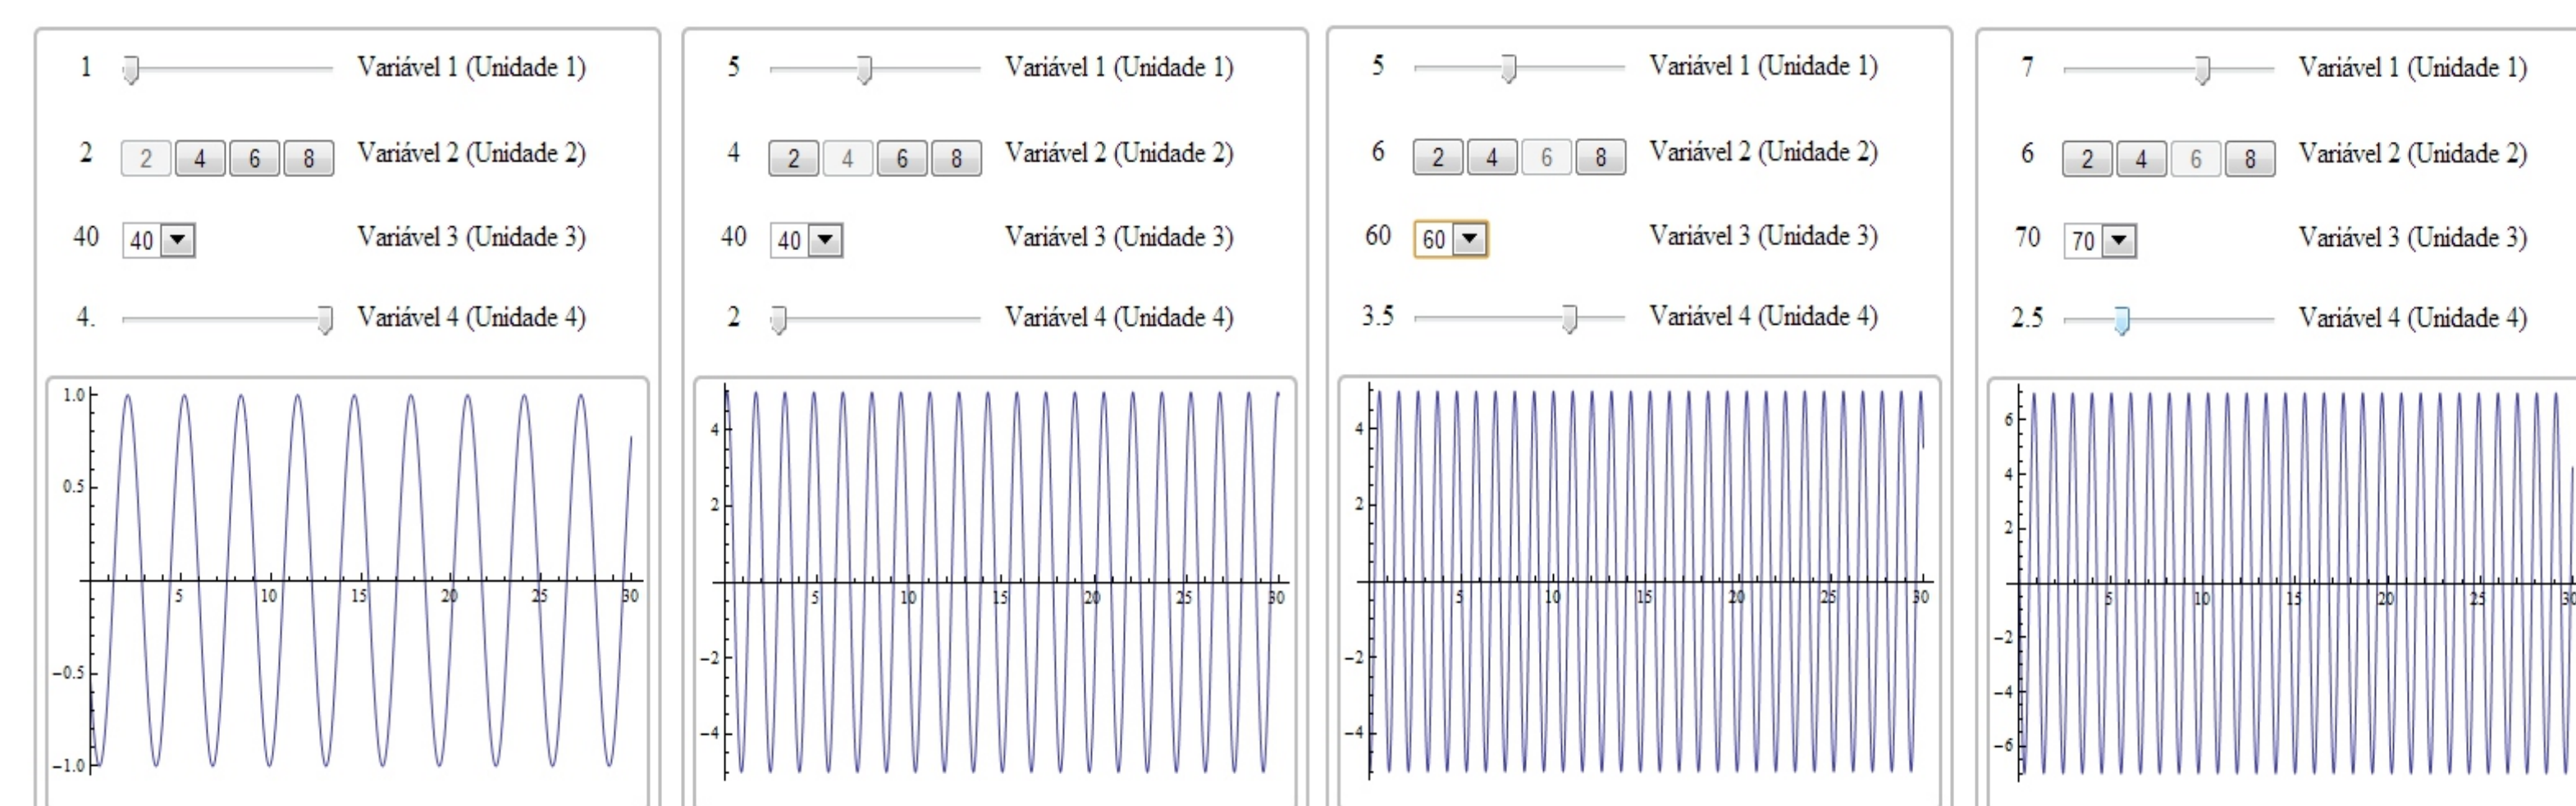 1 Variável 1 (Unidade 1)
2 2 4 6 8 Variável 2 (Unidade 2)
40 40 Variável 3 (Unidade 3)
4. Variável 4 (Unidade 4)
1.0
0.5
5 10 15 20 25 30
−0.5
−1.0
5 Variável 1 (Unidade 1)
4 2 4 6 8 Variável 2 (Unidade 2)
40 40 Variável 3 (Unidade 3)
2 Variável 4 (Unidade 4)
4
2
5 10 15 20 25 30
−2
−4
5 Variável 1 (Unidade 1)
6 2 4 6 8 Variável 2 (Unidade 2)
60 60 Variável 3 (Unidade 3)
3.5 Variável 4 (Unidade 4)
4
2
5 10 15 20 25 30
−2
−4
7 Variável 1 (Unidade 1)
6 2 4 6 8 Variável 2 (Unidade 2)
70 70 Variável 3 (Unidade 3)
2.5 Variável 4 (Unidade 4)
6
4
2
5 10 15 20 25 30
−2
−4
−6